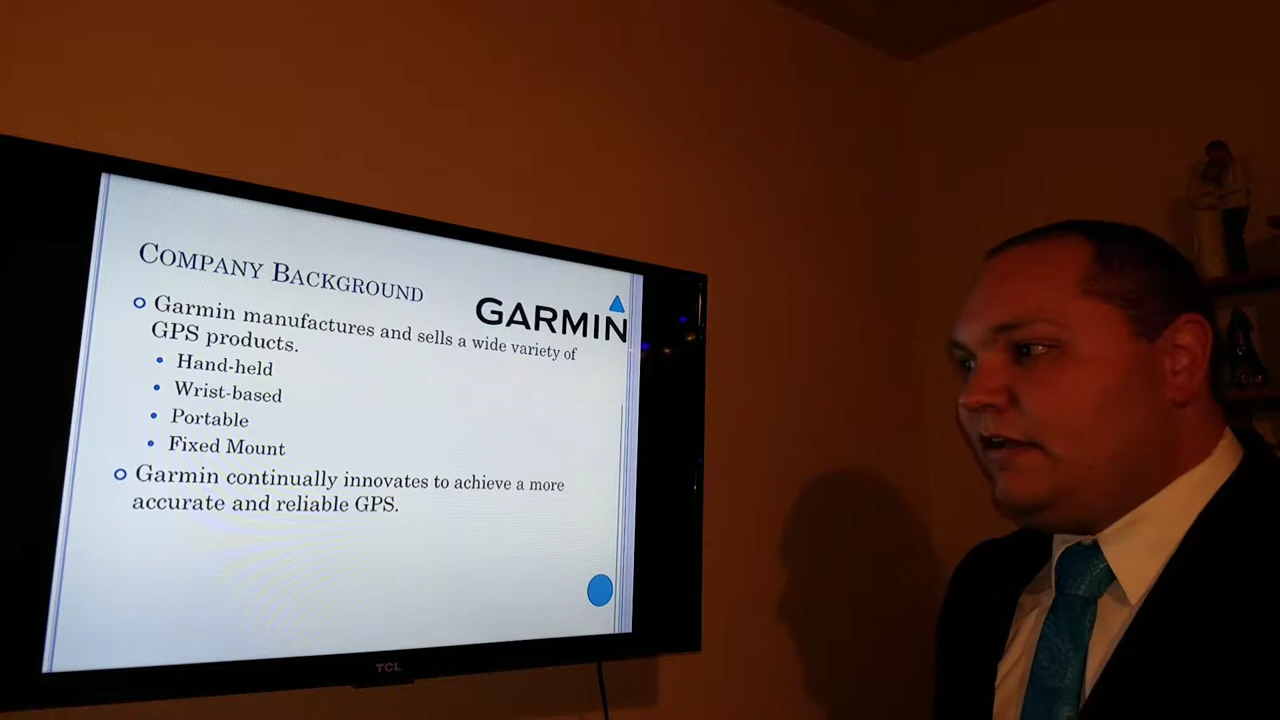 COMPANY BACKGROUND
GARMIN
Garmin manufactures and sells a wide variety of
GPS products.
Hand-held
Wrist-based
Portable
Fixed Mount
Garmin continually innovates to achieve a more
accurate and reliable GPS.
TCL